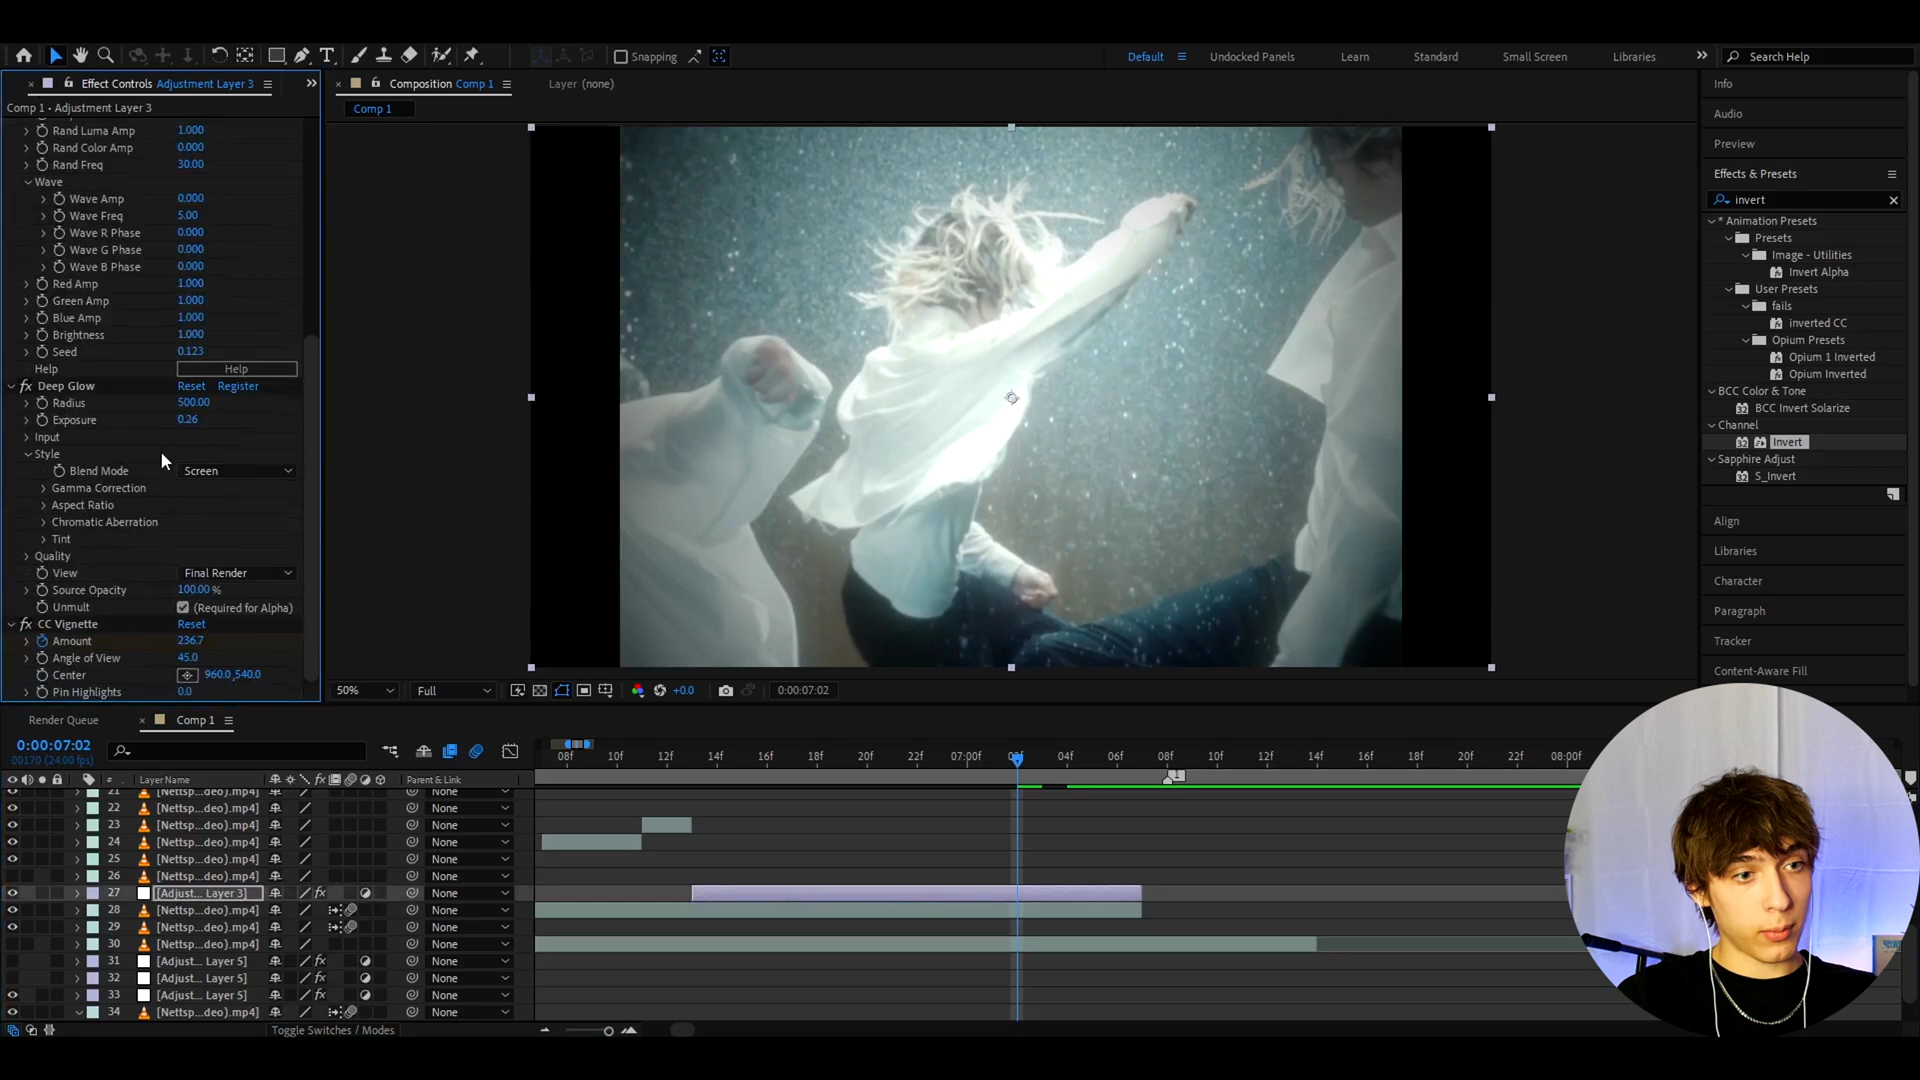 Snapping
Default
Undocked Panels
Learn
Standard
Small Screen
Libraries
Search Help
Effect Controls Adjustment Layer 3
Comp 1 • Adjustment Layer 3
Rand Luma Amp 1.000
Rand Color Amp 0.000
Rand Freq 30.00
Wave
Wave Amp 0.000
Wave Freq 5.00
Wave R Phase 0.000
Wave G Phase 0.000
Wave B Phase 0.000
Red Amp 1.000
Green Amp 1.000
Blue Amp 1.000
Brightness 1.000
Seed 0.123
Help Help
fx Deep Glow Reset Register
Radius 500.00
Exposure 0.26
Input
Style
Blend Mode Screen
Gamma Correction
Aspect Ratio
Chromatic Aberration
Tint
Quality
View Final Render
Source Opacity 100.00 %
Unmult (Required for Alpha)
fx CC Vignette Reset
Amount 236.7
Angle of View 45.0
Center 960.0,540.0
Pin Highlights 0.0
Composition Comp 1
Layer (none)
Comp 1
50% Full +0.0 0:00:07:02
Info
Audio
Preview
Effects & Presets
invert
* Animation Presets
Presets
Image - Utilities
Invert Alpha
User Presets
fails
inverted CC
Opium Presets
Opium 1 Inverted
Opium Inverted
BCC Color & Tone
BCC Invert Solarize
Channel
32 Invert
Sapphire Adjust
32 S_Invert
Align
Libraries
Character
Paragraph
Tracker
Content-Aware Fill
Render Queue
Comp 1
0:00:07:02
00170 (24.00 fps)
08f 10f 12f 14f 16f 18f 20f 22f 07:00f 02f 04f 06f 08f 10f 12f 14f 16f 18f 20f 22f 08:00f
1
# Layer Name fx Parent & Link
21 [Nettsp...deo).mp4] None
22 [Nettsp...deo).mp4] None
23 [Nettsp...deo).mp4] None
24 [Nettsp...deo).mp4] None
25 [Nettsp...deo).mp4] None
26 [Nettsp...deo).mp4] None
27 [Adjust... Layer 3] fx None
28 [Nettsp...deo).mp4] None
29 [Nettsp...deo).mp4] None
30 [Nettsp...deo).mp4] None
31 [Adjust... Layer 5] fx None
32 [Adjust... Layer 5] fx None
33 [Adjust... Layer 5] fx None
34 [Nettsp...deo).mp4] None
Toggle Switches / Modes